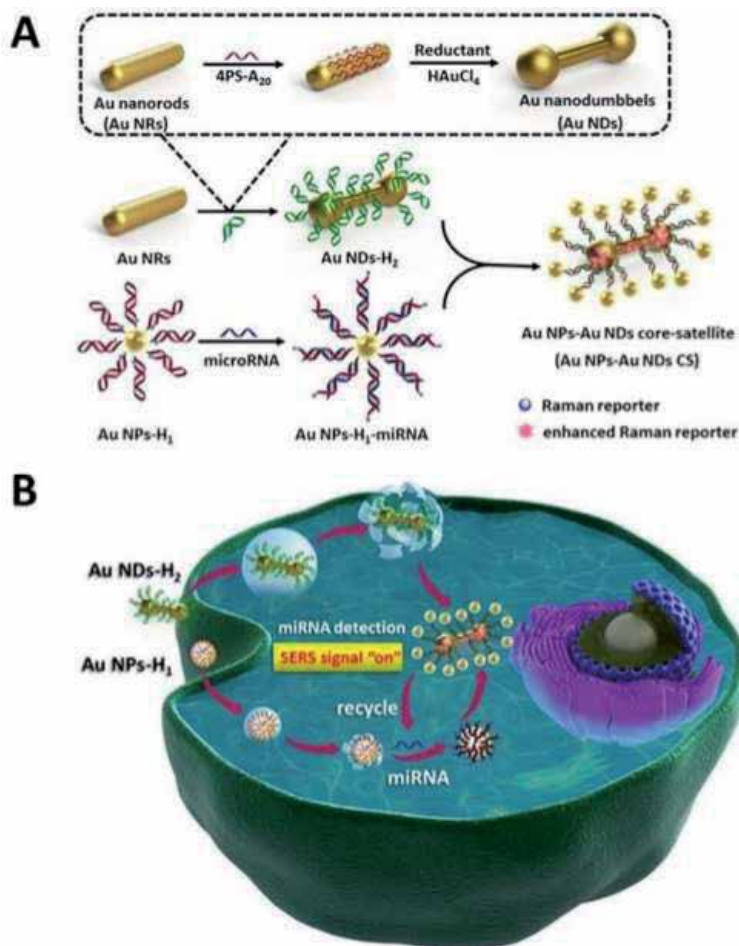 A
4PS-A₂₀
Reductant
HAuCl₄
Au nanorods
(Au NRs)
Au nanodumbbels
(Au NDs)
Au NRs
Au NDs-H₂
microRNA
Au NPs-H₁
Au NPs-H₁-miRNA
Au NPs-Au NDs core-satellite
(Au NPs-Au NDs CS)
Raman reporter
enhanced Raman reporter
B
Au NDs-H₂
Au NPs-H₁
miRNA detection
SERS signal "on"
recycle
miRNA